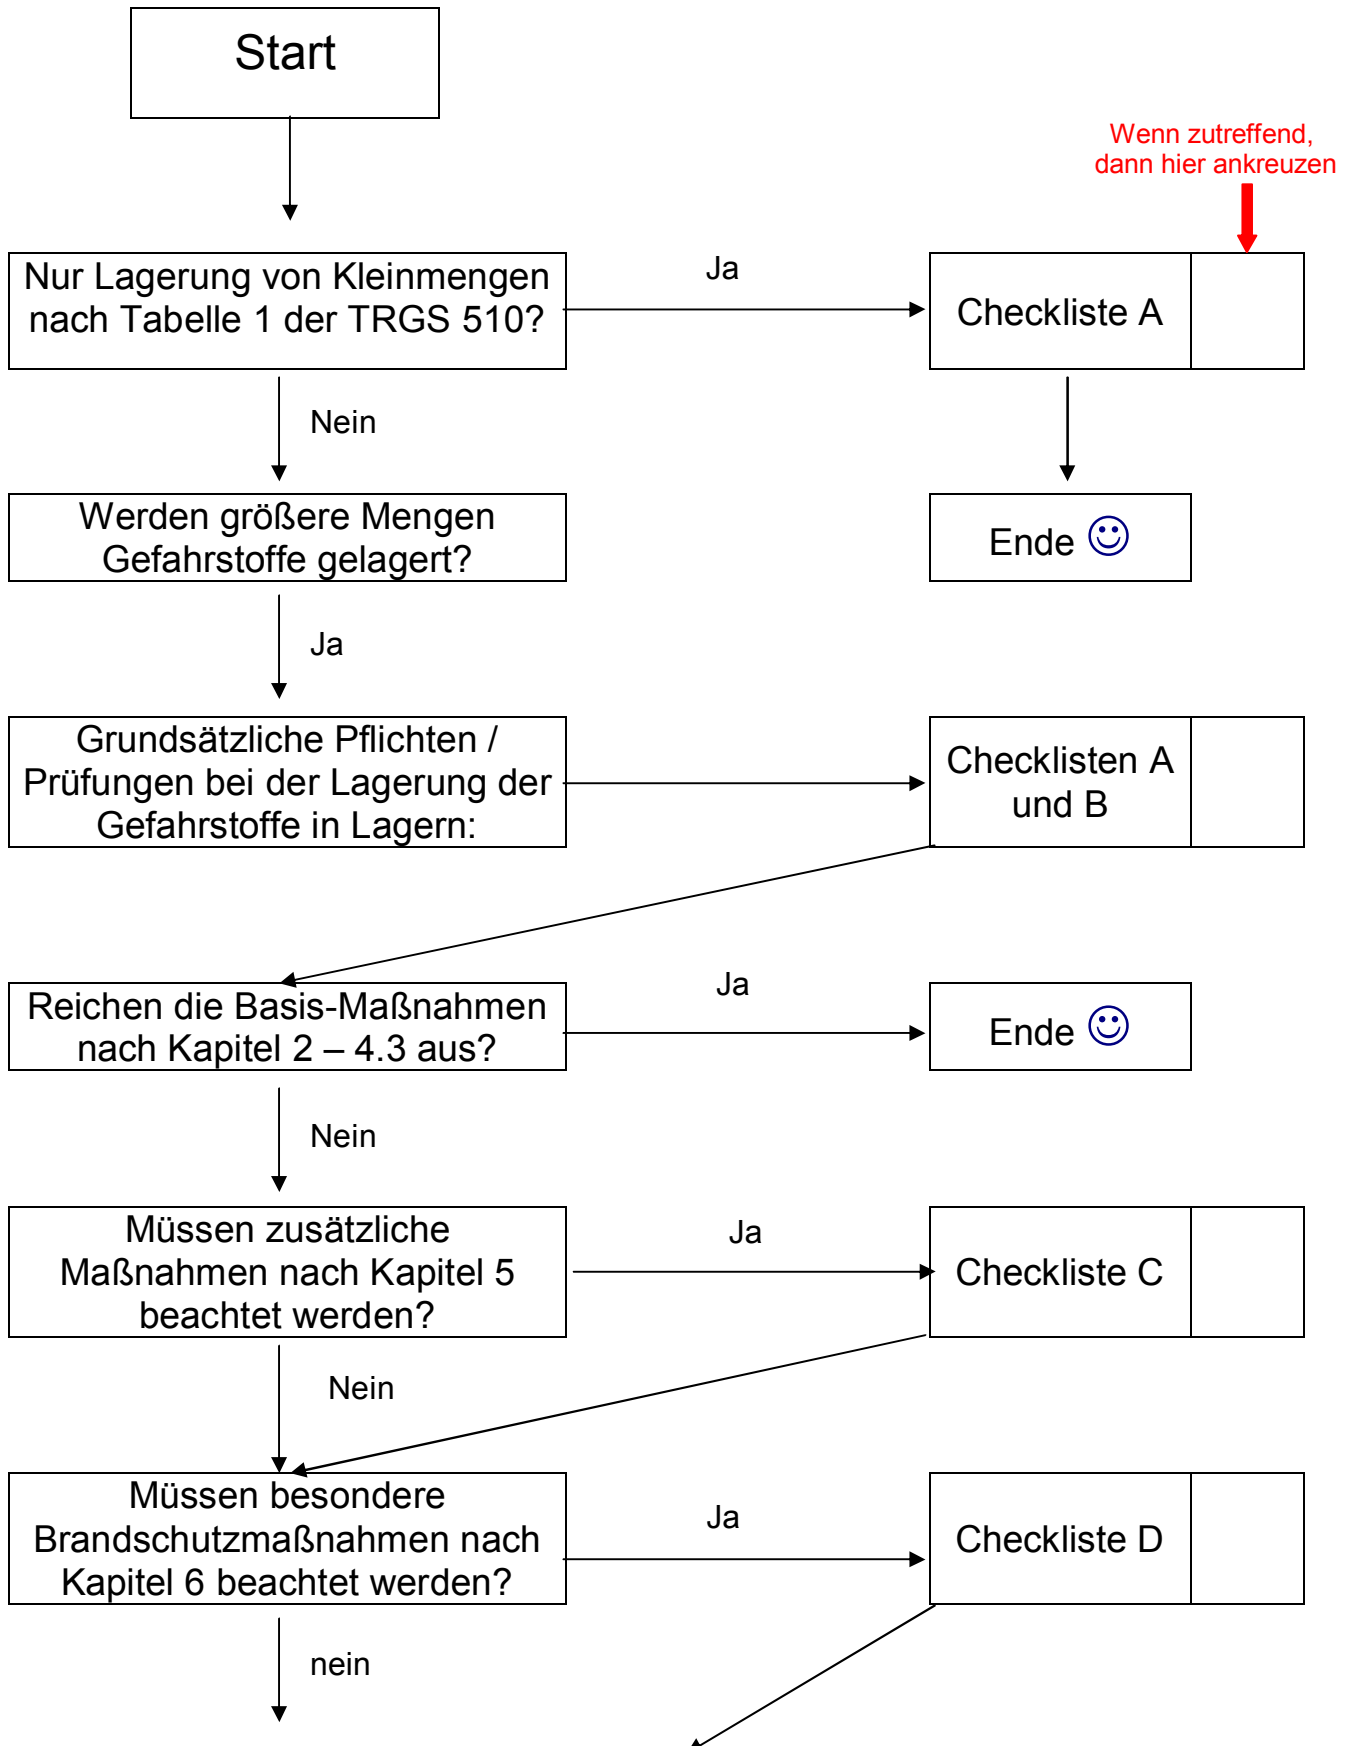 Start
Wenn zutreffend,
dann hier ankreuzen
Nur Lagerung von Kleinmengen
nach Tabelle 1 der TRGS 510?
Ja
Checkliste A
Nein
Werden größere Mengen
Gefahrstoffe gelagert?
Ende
Ja
Grundsätzliche Pflichten /
Prüfungen bei der Lagerung der
Gefahrstoffe in Lagern:
Checklisten A
und B
Reichen die Basis-Maßnahmen
nach Kapitel 2 – 4.3 aus?
Ja
Ende
Nein
Müssen zusätzliche
Maßnahmen nach Kapitel 5
beachtet werden?
Ja
Checkliste C
Nein
Müssen besondere
Brandschutzmaßnahmen nach
Kapitel 6 beachtet werden?
Ja
Checkliste D
nein